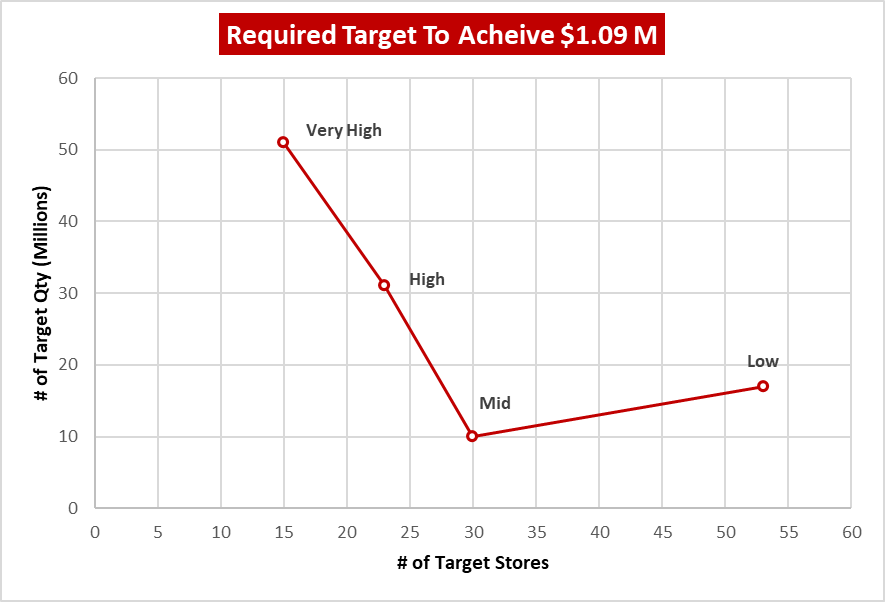 Required Target To Acheive $1.09 M
60
50
40
30
20
10
0
# of Target Qty (Millions)
Very High
High
Mid
Low
0 5 10 15 20 25 30 35 40 45 50 55 60
# of Target Stores